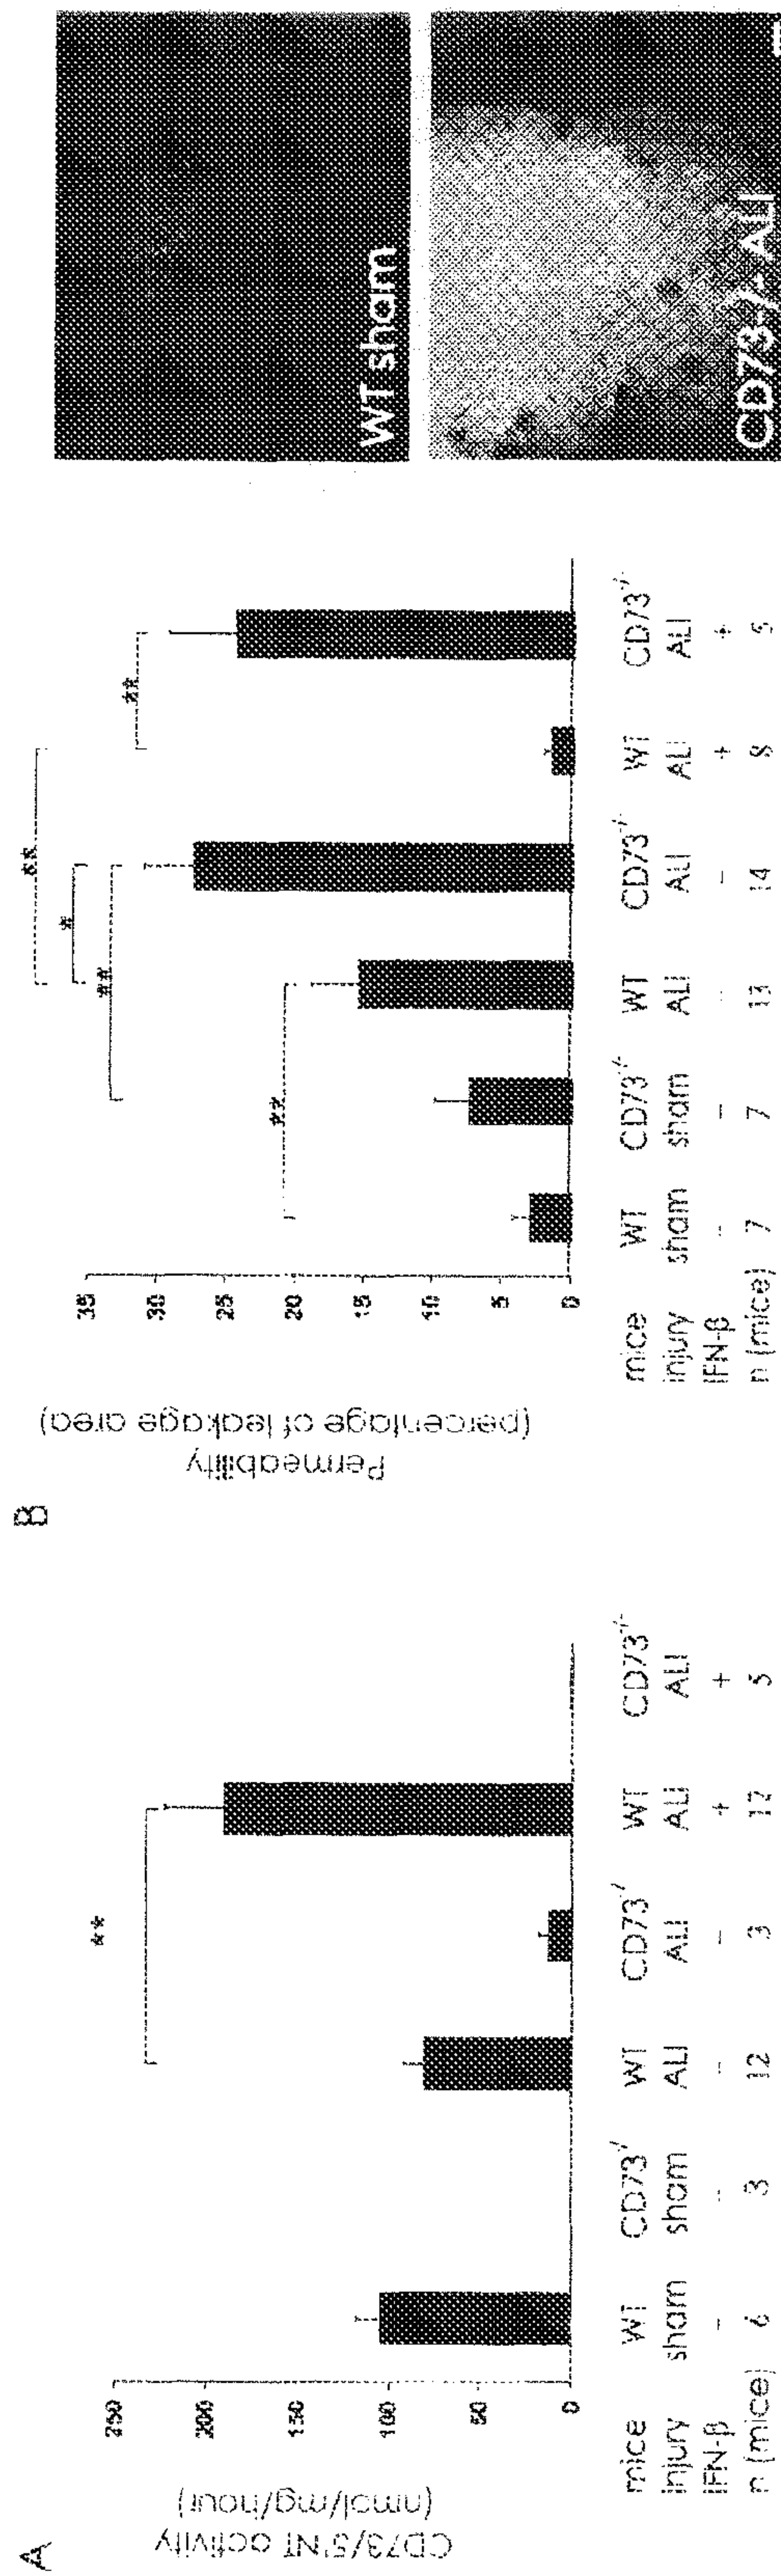 A
CD73/5'NT activity
(nmol/mg/hour)
250
200
150
100
50
0
mice WT CD73-/- WT CD73-/- WT CD73-/-
injury sham sham ALI ALI ALI ALI
IFN-β - - - - + +
n (mice) 6 3 12 3 17 5
**
B
Permeability
(percentage of leakage area)
35
30
25
20
15
10
5
0
**
*
**
**
**
mice WT CD73-/- WT CD73-/- WT CD73-/-
injury sham sham ALI ALI ALI ALI
IFN-β - - - - + +
n (mice) 7 7 13 14 8 5
WT sham
CD73-/- ALI